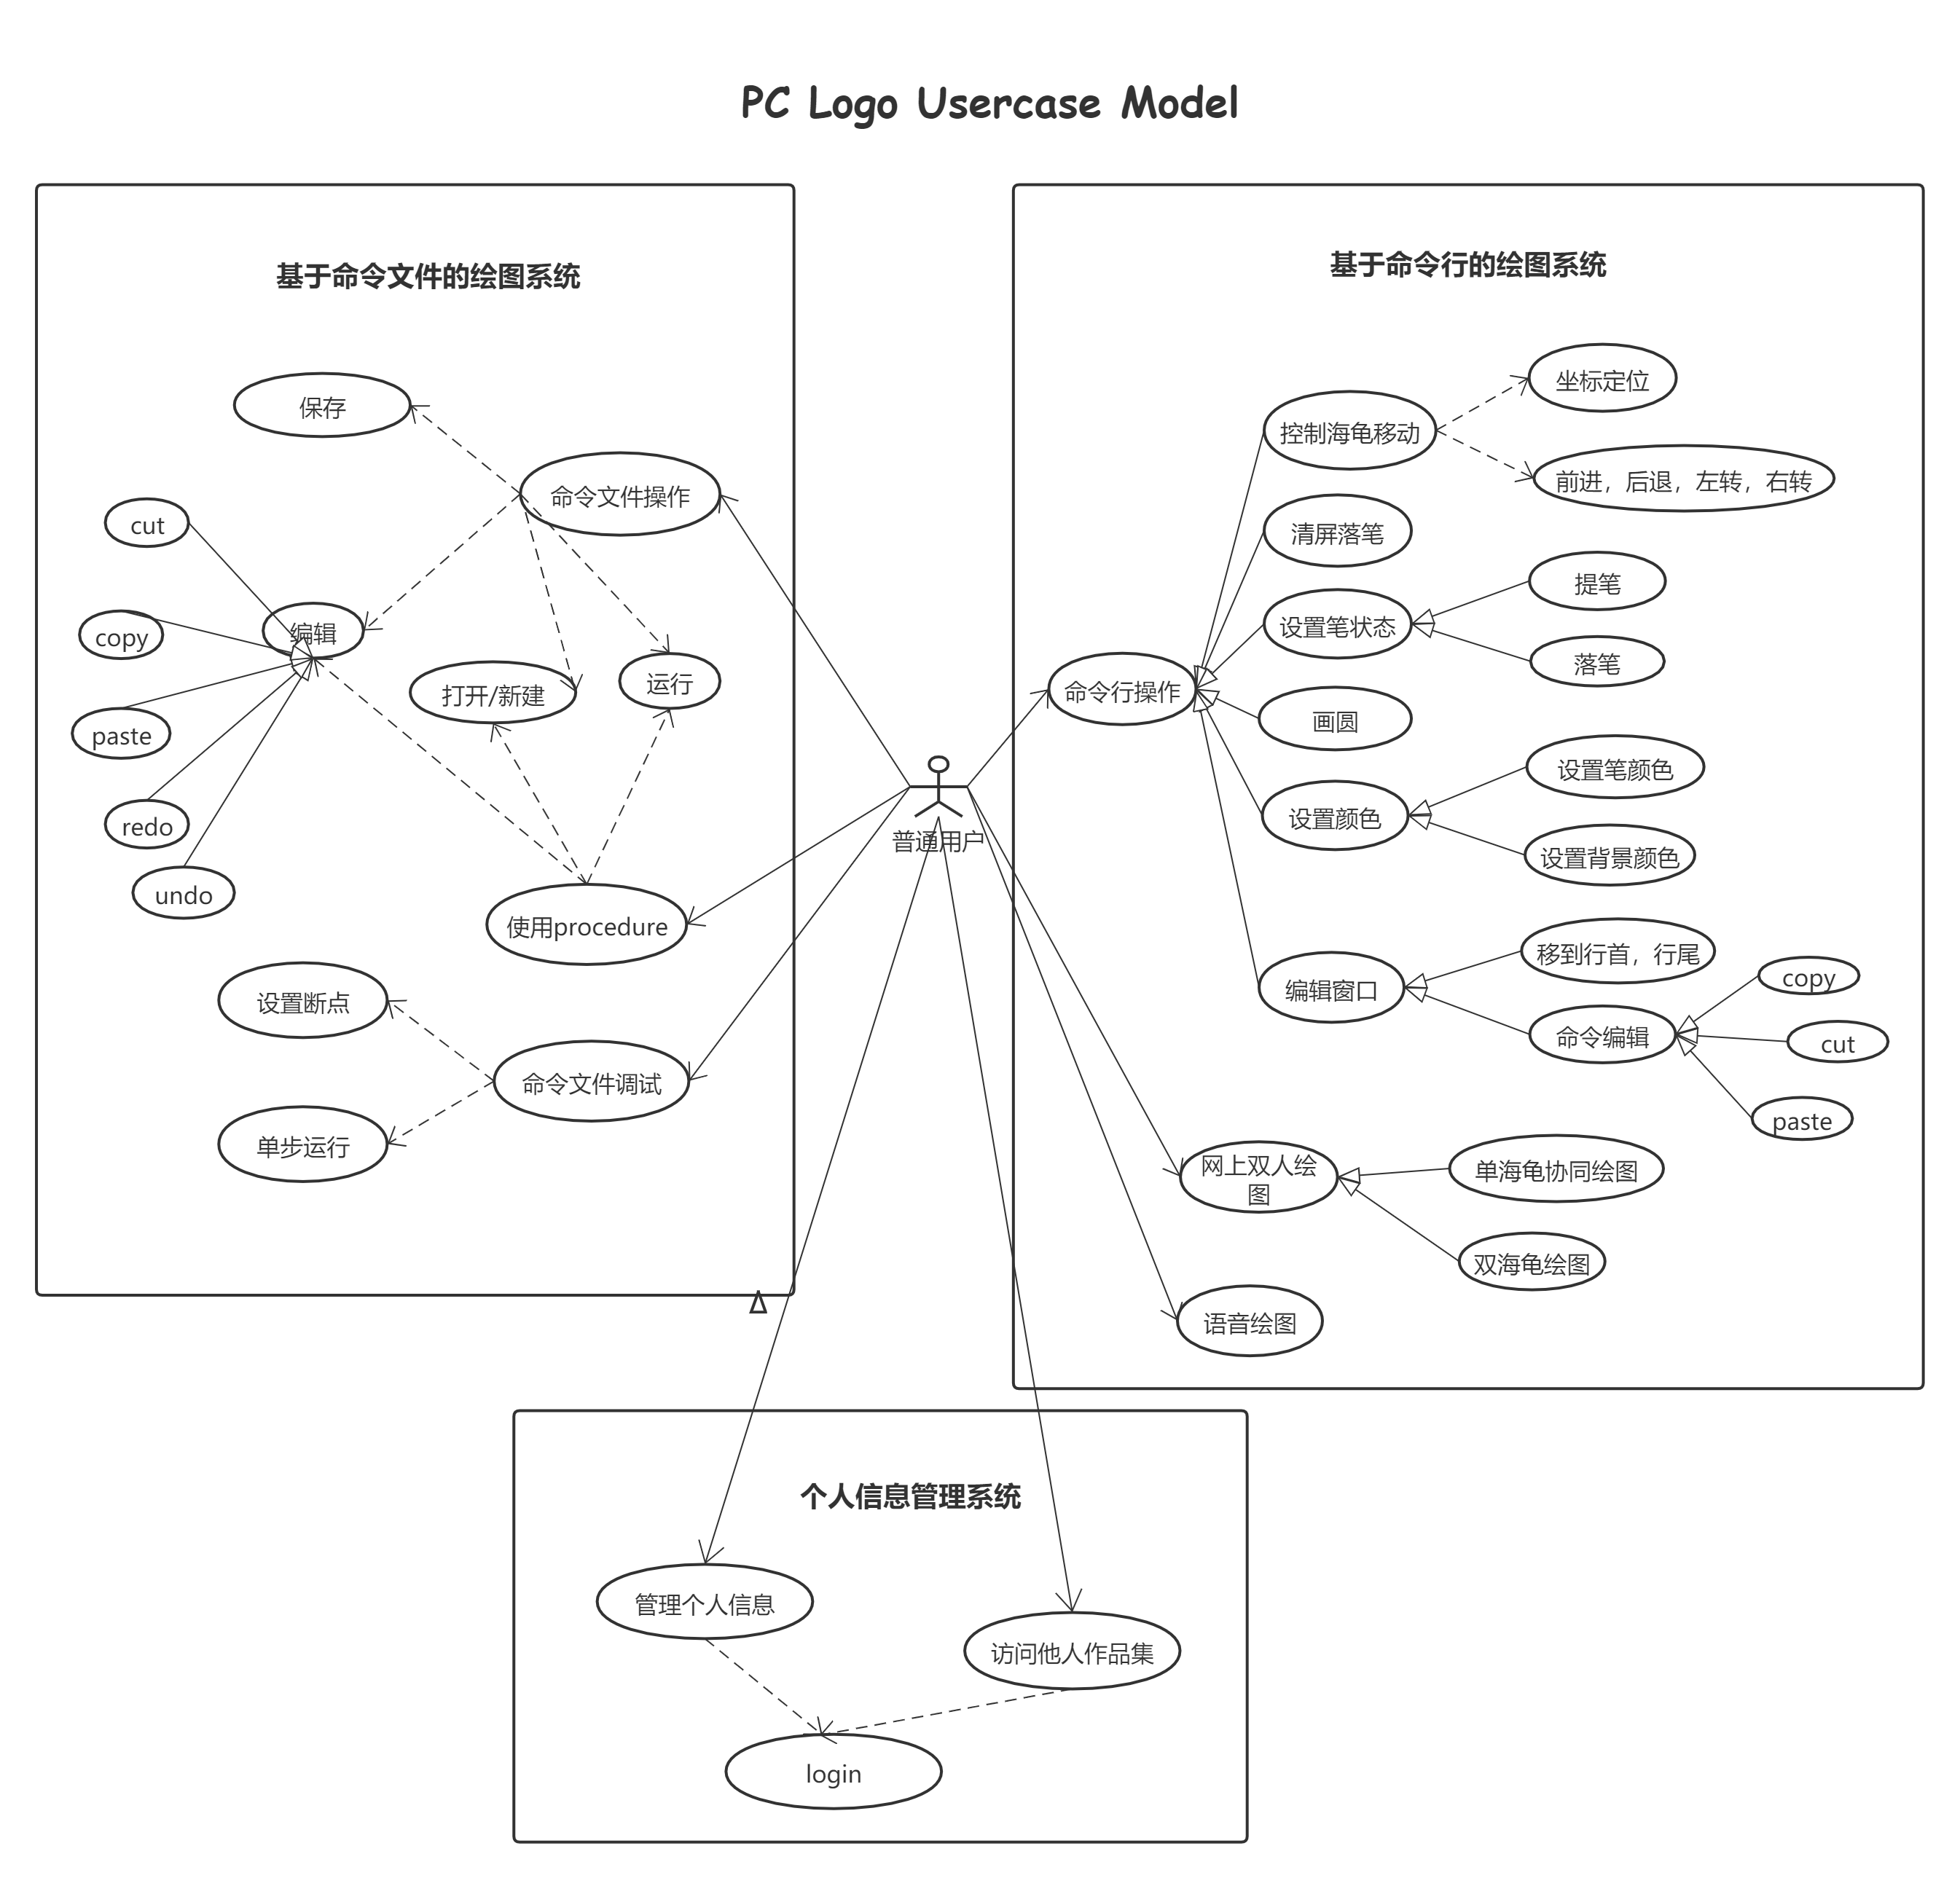 PC Logo Usercase Model
基于命令文件的绘图系统
保存
命令文件操作
cut
copy
编辑
打开/新建
运行
paste
redo
undo
使用procedure
设置断点
命令文件调试
单步运行
普通用户
基于命令行的绘图系统
坐标定位
控制海龟移动
前进，后退，左转，右转
清屏落笔
提笔
设置笔状态
落笔
命令行操作
画圆
设置笔颜色
设置颜色
设置背景颜色
移到行首，行尾
编辑窗口
copy
命令编辑
cut
paste
网上双人绘
图
单海龟协同绘图
双海龟绘图
语音绘图
个人信息管理系统
管理个人信息
访问他人作品集
login